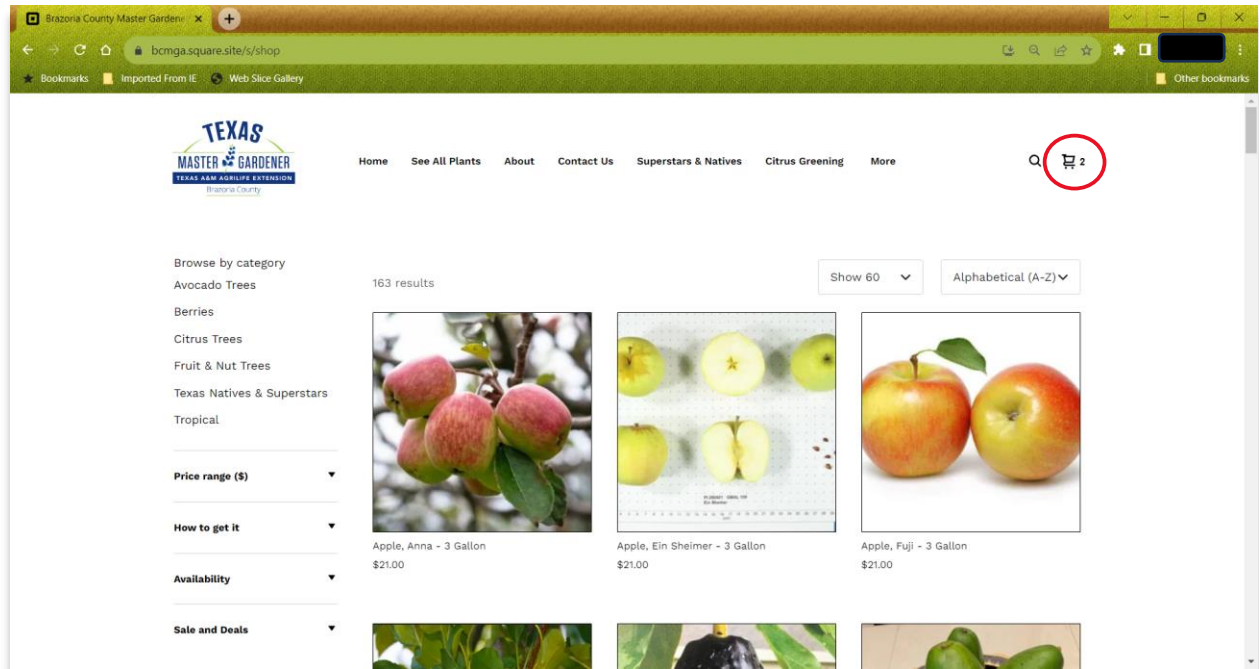 Brazoria County Master Gardene
bcmga.square.site/s/shop
Bookmarks Imported From IE Web Slice Gallery Other bookmarks
TEXAS
MASTER GARDENER
TEXAS A&M AGRILIFE EXTENSION
Brazoria County
Home See All Plants About Contact Us Superstars & Natives Citrus Greening More 2
Browse by category
Avocado Trees
Berries
Citrus Trees
Fruit & Nut Trees
Texas Natives & Superstars
Tropical
Price range ($)
How to get it
Availability
Sale and Deals
163 results Show 60 Alphabetical (A-Z)
Apple, Anna - 3 Gallon
$21.00
Apple, Ein Sheimer - 3 Gallon
$21.00
Apple, Fuji - 3 Gallon
$21.00